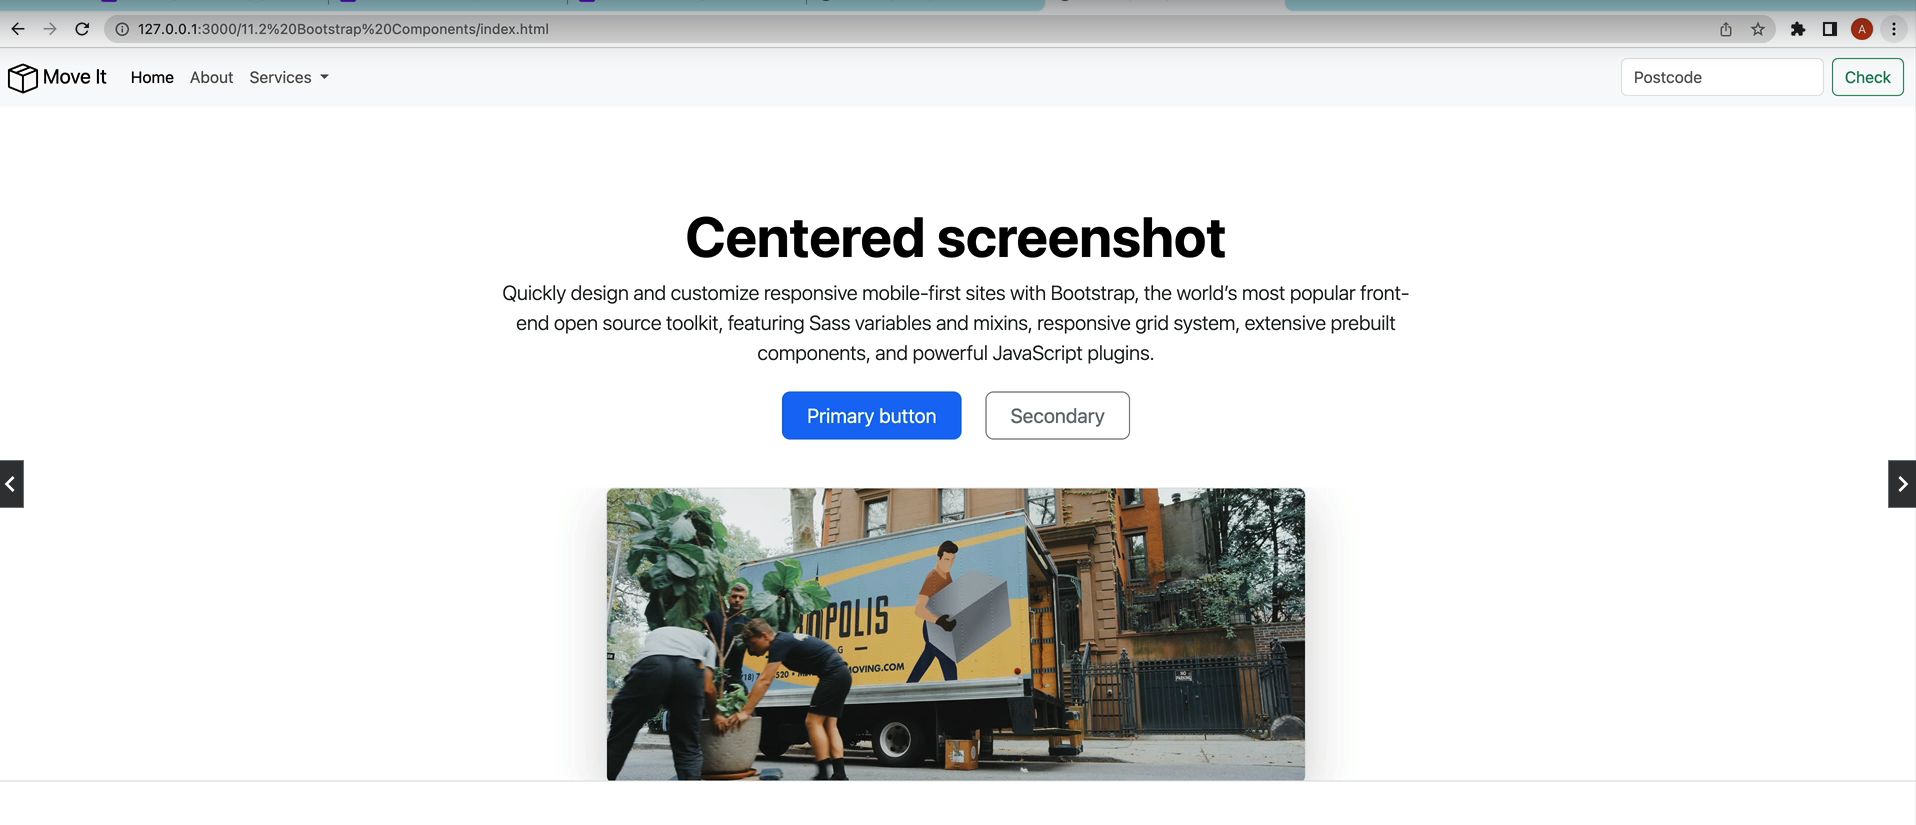 127.0.0.1:3000/11.2%20Bootstrap%20Components/index.html
A
Move It Home About Services Postcode Check
Centered screenshot
Quickly design and customize responsive mobile-first sites with Bootstrap, the world’s most popular front-
end open source toolkit, featuring Sass variables and mixins, responsive grid system, extensive prebuilt
components, and powerful JavaScript plugins.
Primary button Secondary
OPOLIS
G
MOVING.COM
NO
PARKING